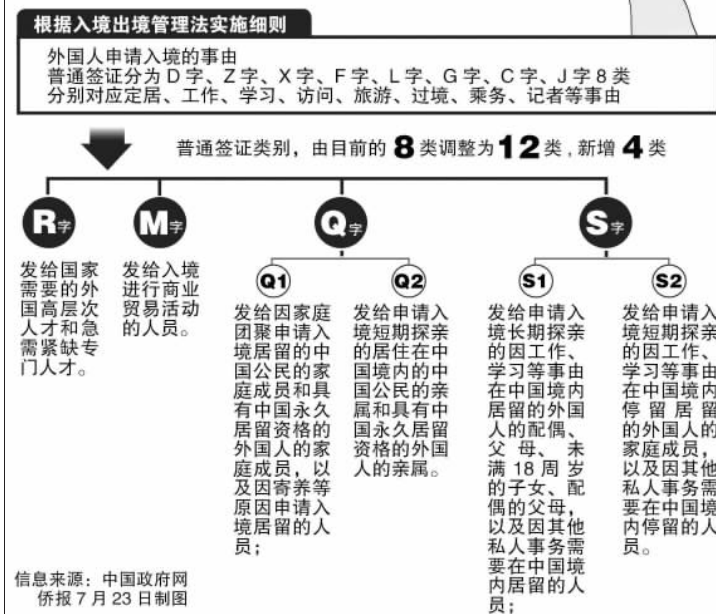 根据入境出境管理法实施细则
外国人申请入境的事由
普通签证分为 D 字、Z 字、X 字、F 字、L 字、G 字、C 字、J 字 8 类
分别对应定居、工作、学习、访问、旅游、过境、乘务、记者等事由
普通签证类别，由目前的 8 类调整为 12 类，新增 4 类
R字
发给国家
需要的外
国高层次
人才和急
需紧缺专
门人才。
M字
发给入境
进行商业
贸易活动
的人员。
Q字
Q1
发给因家庭
团聚申请入
境居留的中
国公民的家
庭成员和具
有中国永久
居留资格的
外国人的家
庭成员，以
及因寄养等
原因申请入
境居留的人
员；
Q2
发给申请入
境短期探亲
的居住在中
国境内的中
国公民的亲
属和具有中
国永久居留
资格的外国
人的亲属。
S字
S1
发给申请入
境长期探亲
的因工作、
学习等事由
在中国境内
居留的外国
人的配偶、
父 母、 未
满 18 周 岁
的子女、配
偶的父母，
以及因其他
私人事务需
要在中国境
内居留的人
员；
S2
发给申请入
境短期探亲
的因工作、
学习等事由
在中国境内
停 留 居 留
的外国人的
家庭成员，
以及因其他
私人事务需
要在中国境
内停留的人
员。
信息来源：中国政府网
侨报 7 月 23 日制图